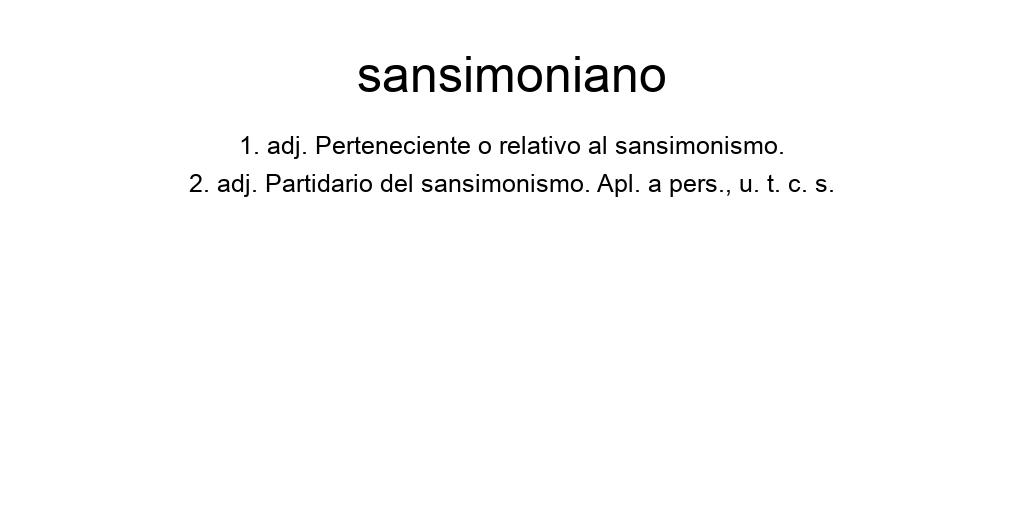 sansimoniano
1. adj. Perteneciente o relativo al sansimonismo.
2. adj. Partidario del sansimonismo. Apl. a pers., u. t. c. s.